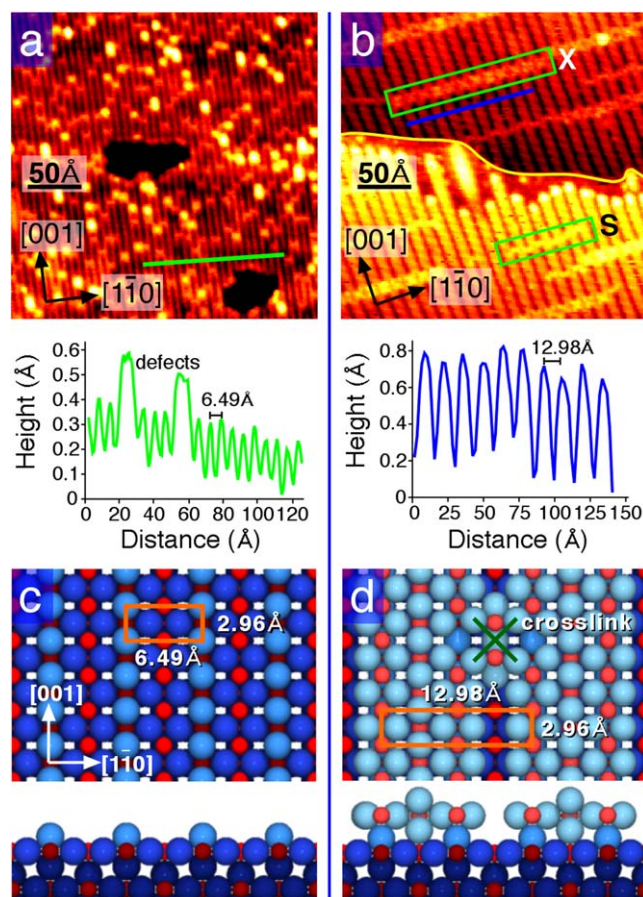 a
50Å
[001]
[11̄0]
b
X
50Å
S
[001]
[11̄0]
0.6
0.5
0.4
0.3
0.2
0.1
0
Height (Å)
defects
6.49Å
0 20 40 60 80 100 120
Distance (Å)
0.8
0.6
0.4
0.2
0
Height (Å)
12.98Å
0 25 50 75 100 125 150
Distance (Å)
c
2.96Å
6.49Å
[001]
[11̄0]
d
crosslink
12.98Å
2.96Å